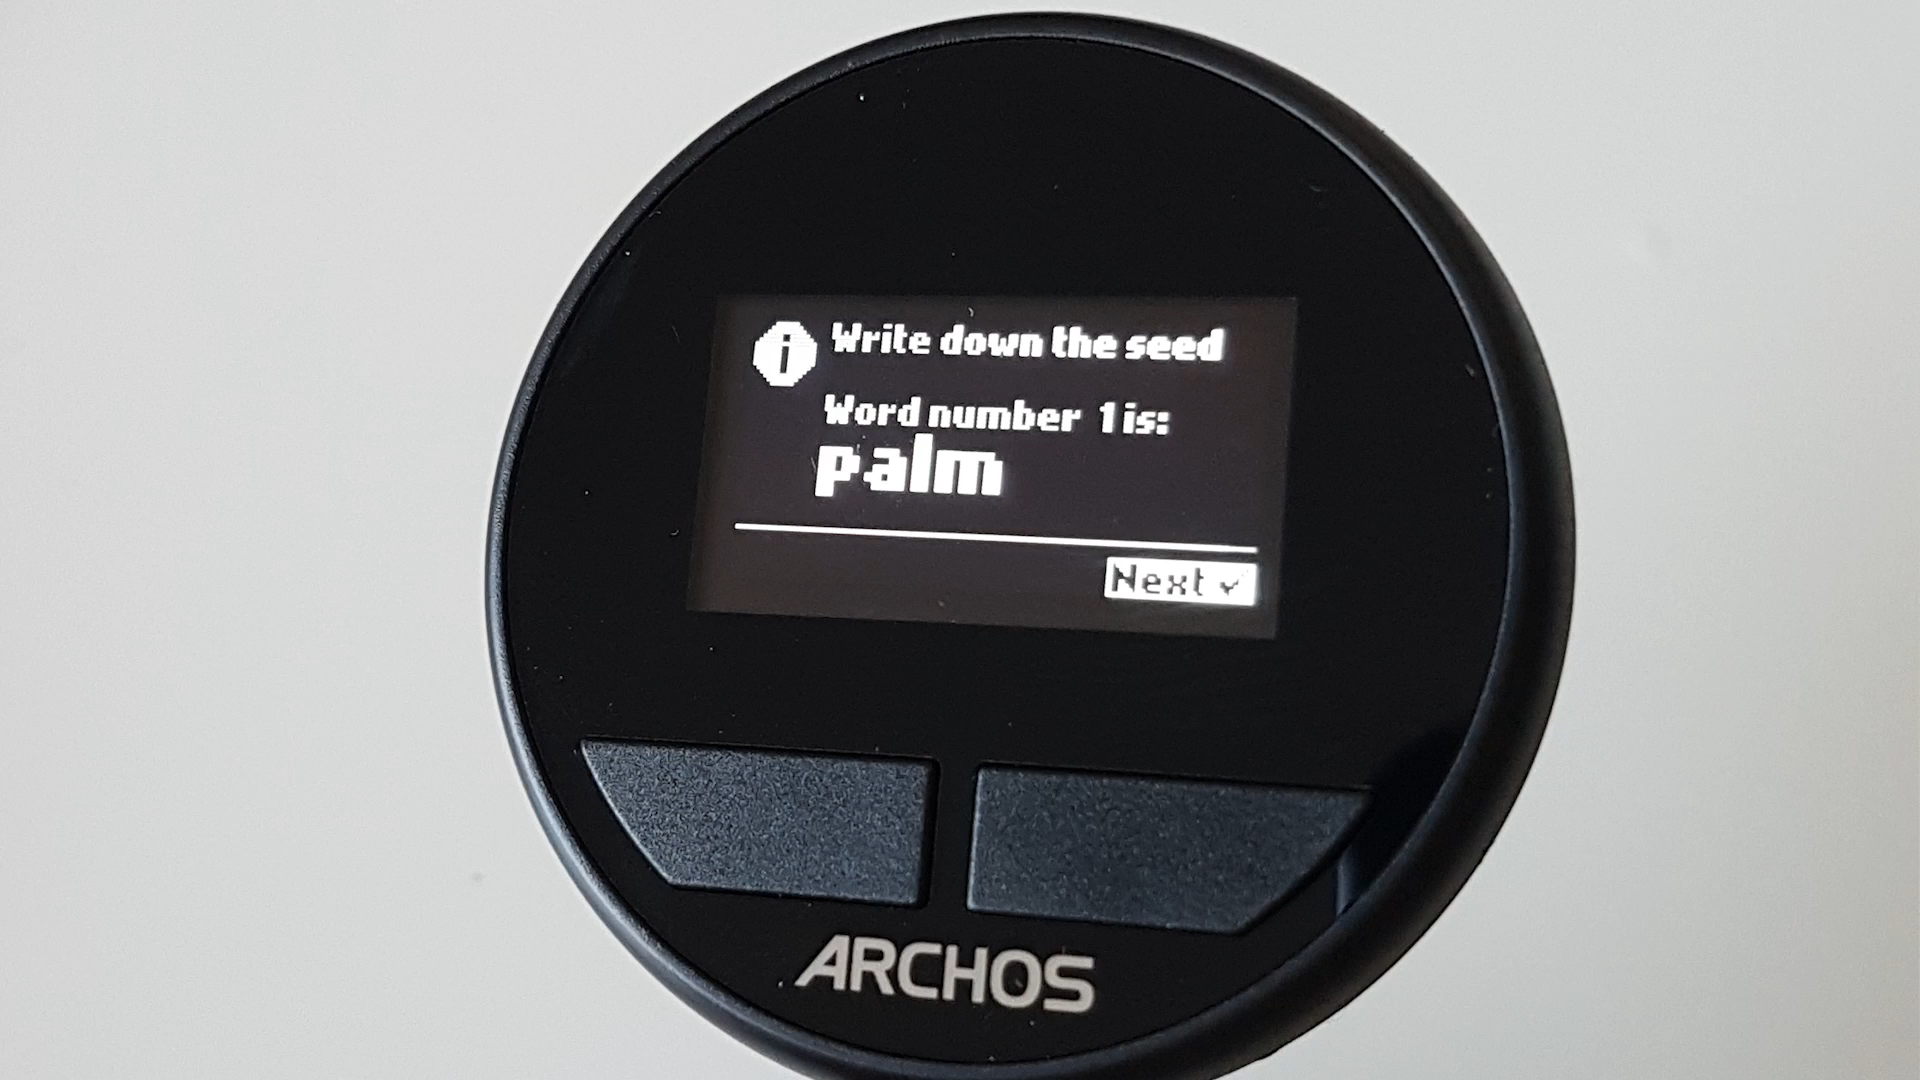 Write down the seed
Word number 1 is:
palm
Next ✓
ARCHOS